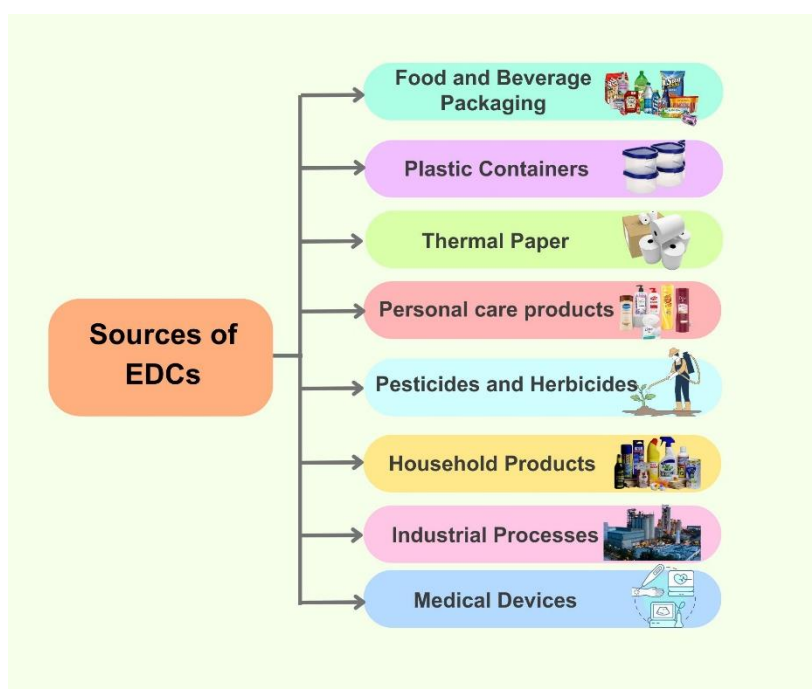 Food and Beverage
Packaging
Plastic Containers
Thermal Paper
Personal care products
Sources of
EDCs
Pesticides and Herbicides
Household Products
Industrial Processes
Medical Devices